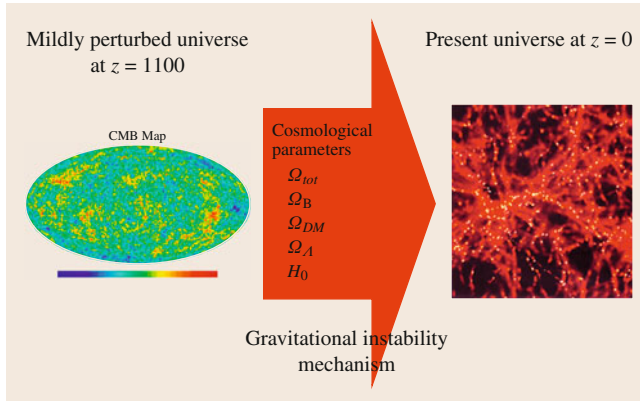 Mildly perturbed universe
at z = 1100
Present universe at z = 0
CMB Map
Cosmological
parameters
Ω_tot
Ω_B
Ω_DM
Ω_Λ
H_0
Gravitational instability
mechanism